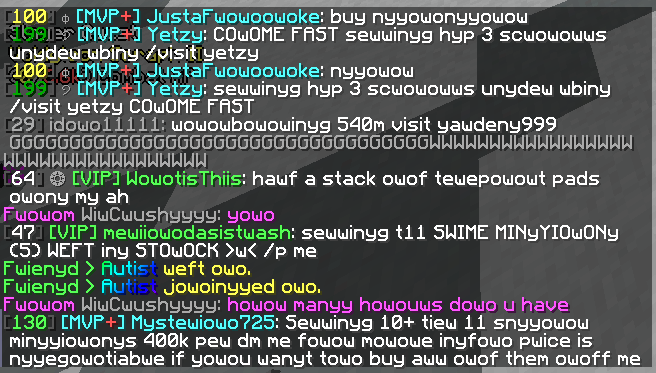 [100] ⌽ [MVP+] JustaFwowoowoke: buy nyyowonyyowow
[199] [MVP+] Yetzy: COwOME FAST sewwinyg hyp 3 scwowowws
unydew wbiny /visit yetzy
[100] ⌽ [MVP+] JustaFwowoowoke: nyyowow
[199] [MVP+] Yetzy: sewwinyg hyp 3 scwowowws unydew wbiny
/visit yetzy COwOME FAST
[29] idowo11111: wowowbowowinyg 540m visit yawdeny999
[64] [VIP] WowotisThiis: hawf a stack owof tewepowowt pads
owony my ah
Fwowom WiwCwushyyyy: yowo
[47] [VIP] mewiiowodasistwash: sewwinyg t11 SWIME MINyYIOwONy
(5) WEFT iny STOwOCK >w< /p me
Fwienyd > Autist weft owo.
Fwienyd > Autist jowoinyyed owo.
Fwowom WiwCwushyyyy: howow manyy howouws dowo u have
[130] [MVP+] Mystewiowo725: Sewwinyg 10+ tiew 11 snyyowow
minyyiowonys 400k pew dm me fowow mowowe inyfowo pwice is
nyyegowotiabwe if yowou wanyt towo buy aww owof them owoff me